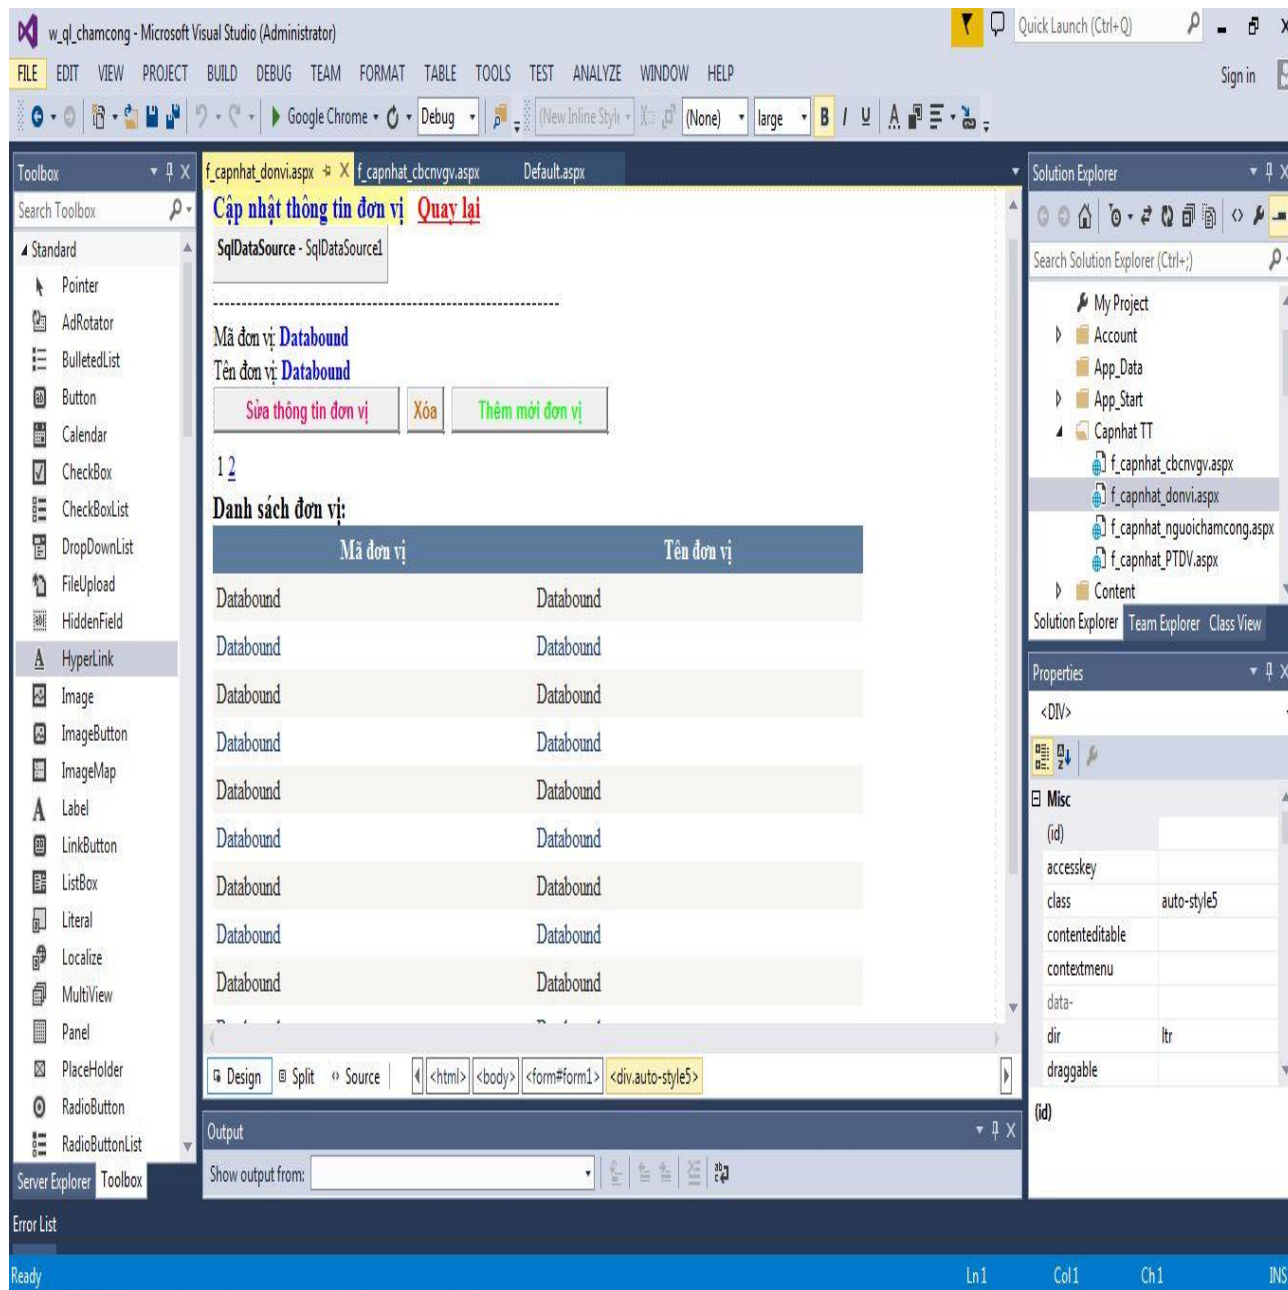 w_ql_chamcong - Microsoft Visual Studio (Administrator)
Quick Launch (Ctrl+Q)
FILE EDIT VIEW PROJECT BUILD DEBUG TEAM FORMAT TABLE TOOLS TEST ANALYZE WINDOW HELP
Sign in
Google Chrome Debug (New Inline Styl (None) large B I U A
Toolbox
Search Toolbox
Standard
Pointer
AdRotator
BulletedList
Button
Calendar
CheckBox
CheckBoxList
DropDownList
FileUpload
HiddenField
HyperLink
Image
ImageButton
ImageMap
Label
LinkButton
ListBox
Literal
Localize
MultiView
Panel
PlaceHolder
RadioButton
RadioButtonList
Server Explorer Toolbox
f_capnhat_donvi.aspx f_capnhat_cbcnvgv.aspx Default.aspx
Cập nhật thông tin đơn vị Quay lại
SqlDataSource - SqlDataSource1
------------------------------------------------------------
Mã đơn vị: Databound
Tên đơn vị: Databound
Sửa thông tin đơn vị Xóa Thêm mới đơn vị
1 2
Danh sách đơn vị:
Mã đơn vị Tên đơn vị
Databound Databound
Databound Databound
Databound Databound
Databound Databound
Databound Databound
Databound Databound
Databound Databound
Databound Databound
Databound Databound
Design Split Source <html> <body> <form#form1> <div.auto-style5>
Output
Show output from:
Solution Explorer
Search Solution Explorer (Ctrl+;)
My Project
Account
App_Data
App_Start
Capnhat TT
f_capnhat_cbcnvgv.aspx
f_capnhat_donvi.aspx
f_capnhat_nguoichamcong.aspx
f_capnhat_PTDV.aspx
Content
Solution Explorer Team Explorer Class View
Properties
<DIV>
Misc
(id)
accesskey
class auto-style5
contenteditable
contextmenu
data-
dir ltr
draggable
(id)
Error List
Ready Ln 1 Col 1 Ch 1 INS